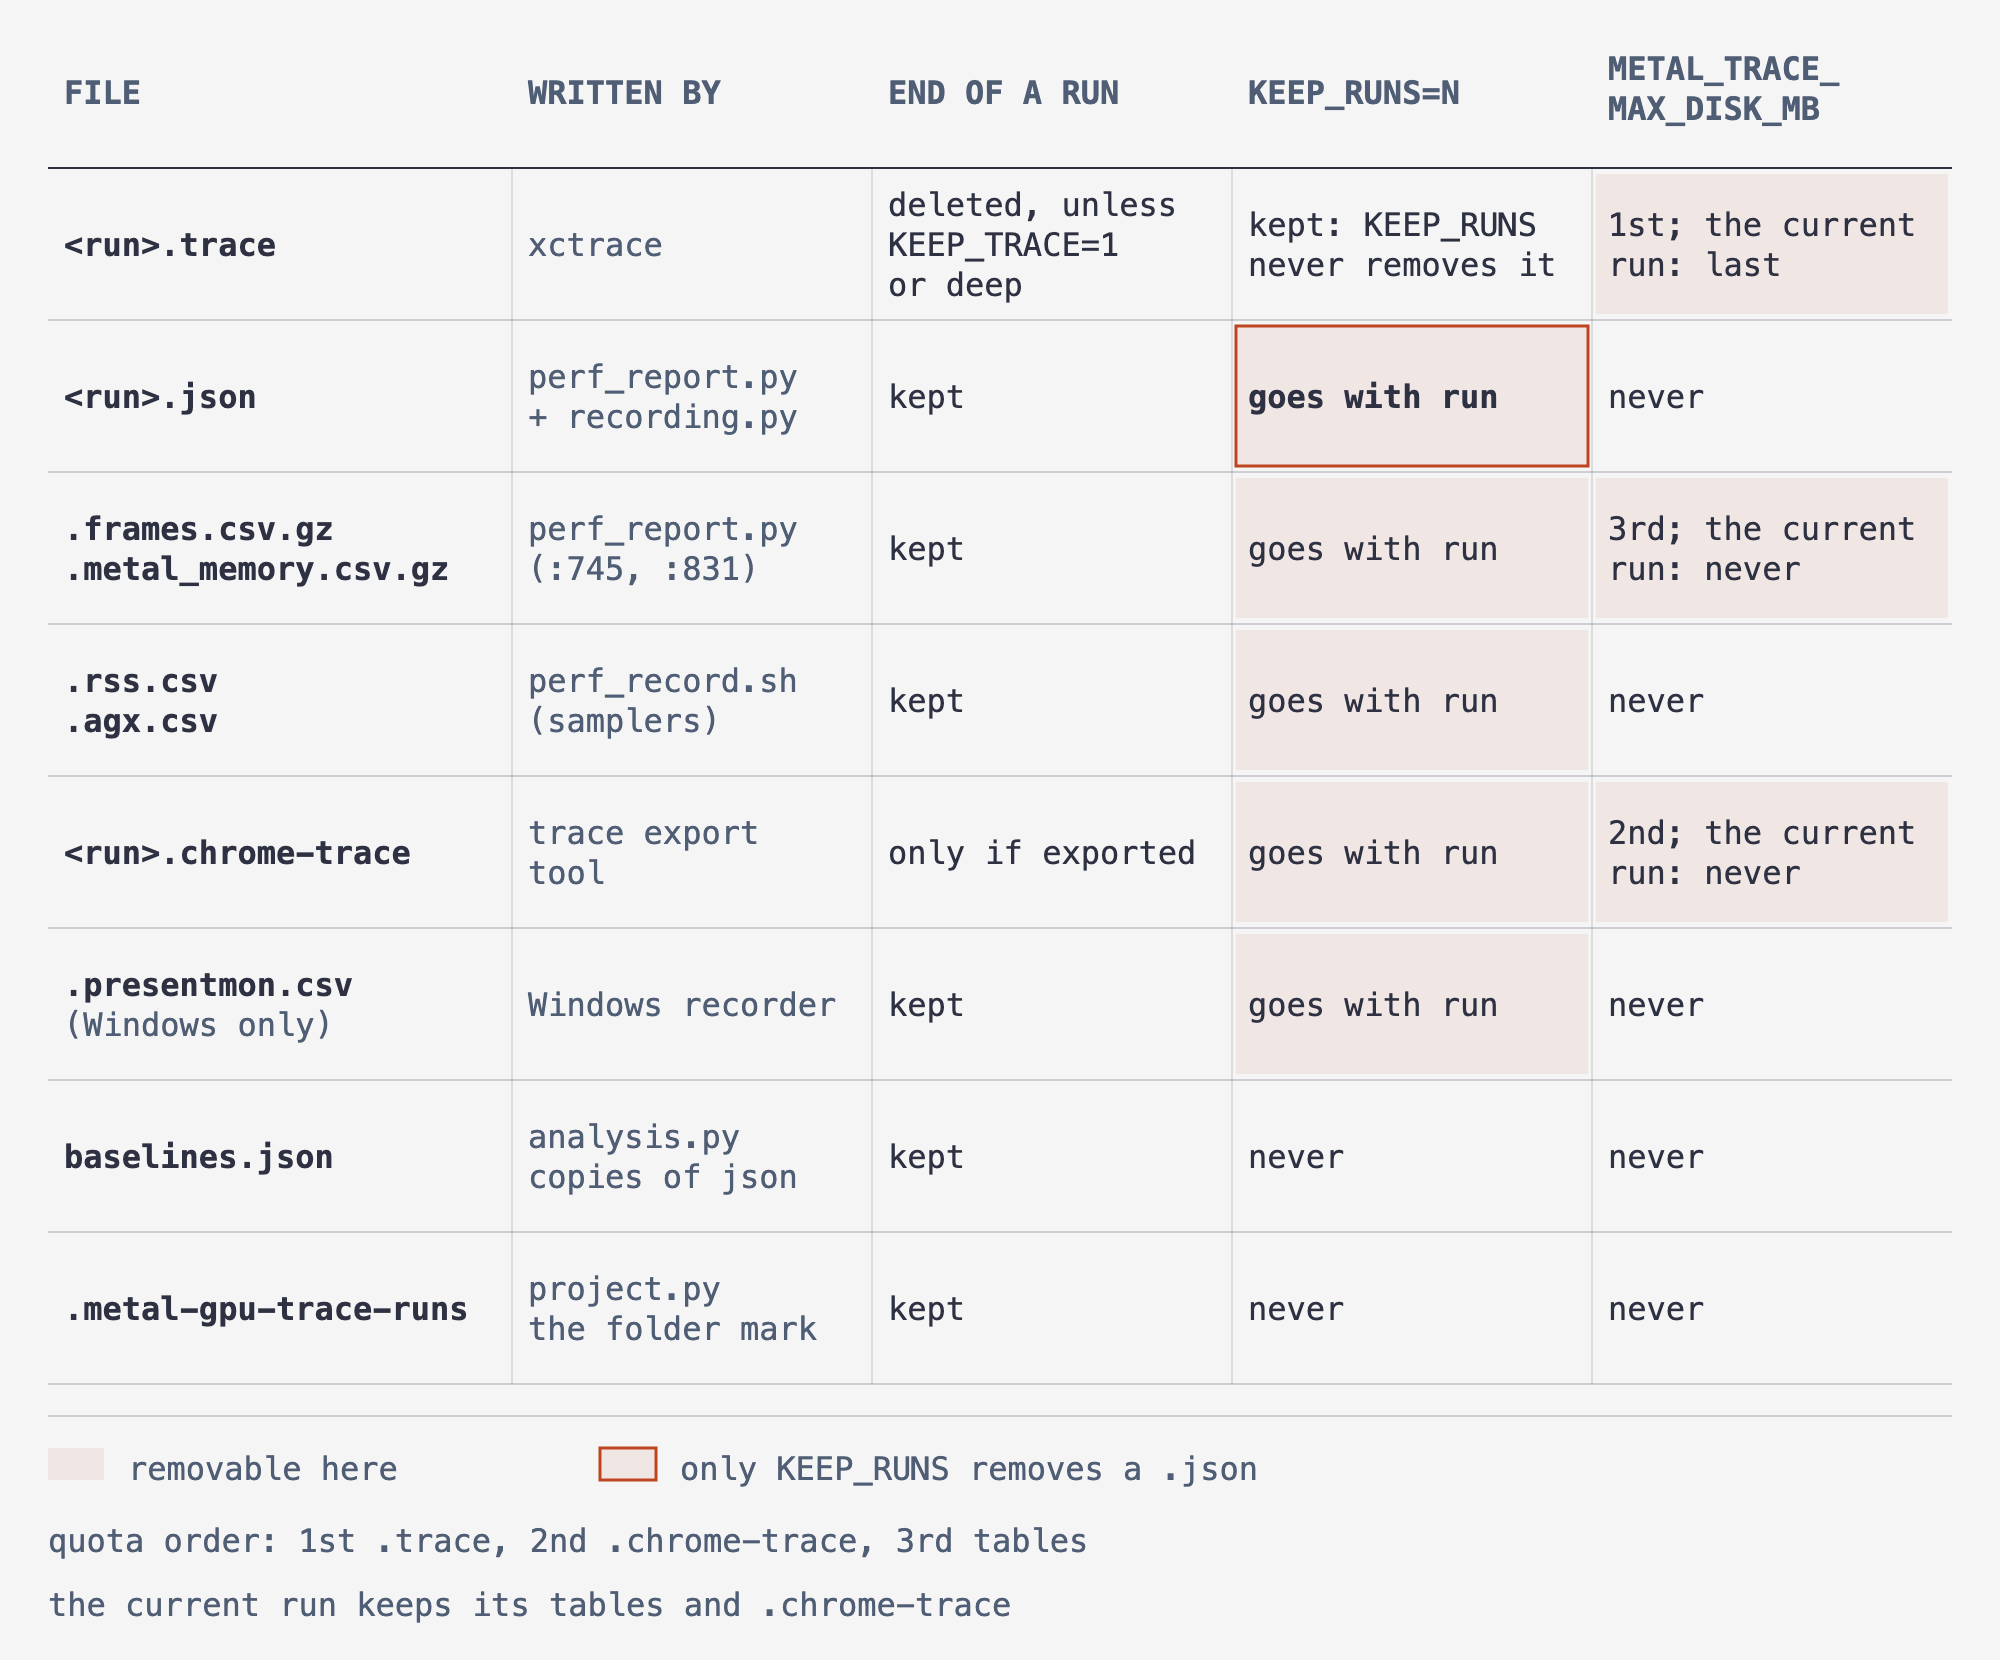 FILE
WRITTEN BY
END OF A RUN
KEEP_RUNS=N
METAL_TRACE_
MAX_DISK_MB
<run>.trace
xctrace
deleted, unless
KEEP_TRACE=1
or deep
kept: KEEP_RUNS
never removes it
1st; the current
run: last
<run>.json
perf_report.py
+ recording.py
kept
goes with run
never
.frames.csv.gz
.metal_memory.csv.gz
perf_report.py
(:745, :831)
kept
goes with run
3rd; the current
run: never
.rss.csv
.agx.csv
perf_record.sh
(samplers)
kept
goes with run
never
<run>.chrome-trace
trace export
tool
only if exported
goes with run
2nd; the current
run: never
.presentmon.csv
(Windows only)
Windows recorder
kept
goes with run
never
baselines.json
analysis.py
copies of json
kept
never
never
.metal-gpu-trace-runs
project.py
the folder mark
kept
never
never
removable here
only KEEP_RUNS removes a .json
quota order: 1st .trace, 2nd .chrome-trace, 3rd tables
the current run keeps its tables and .chrome-trace